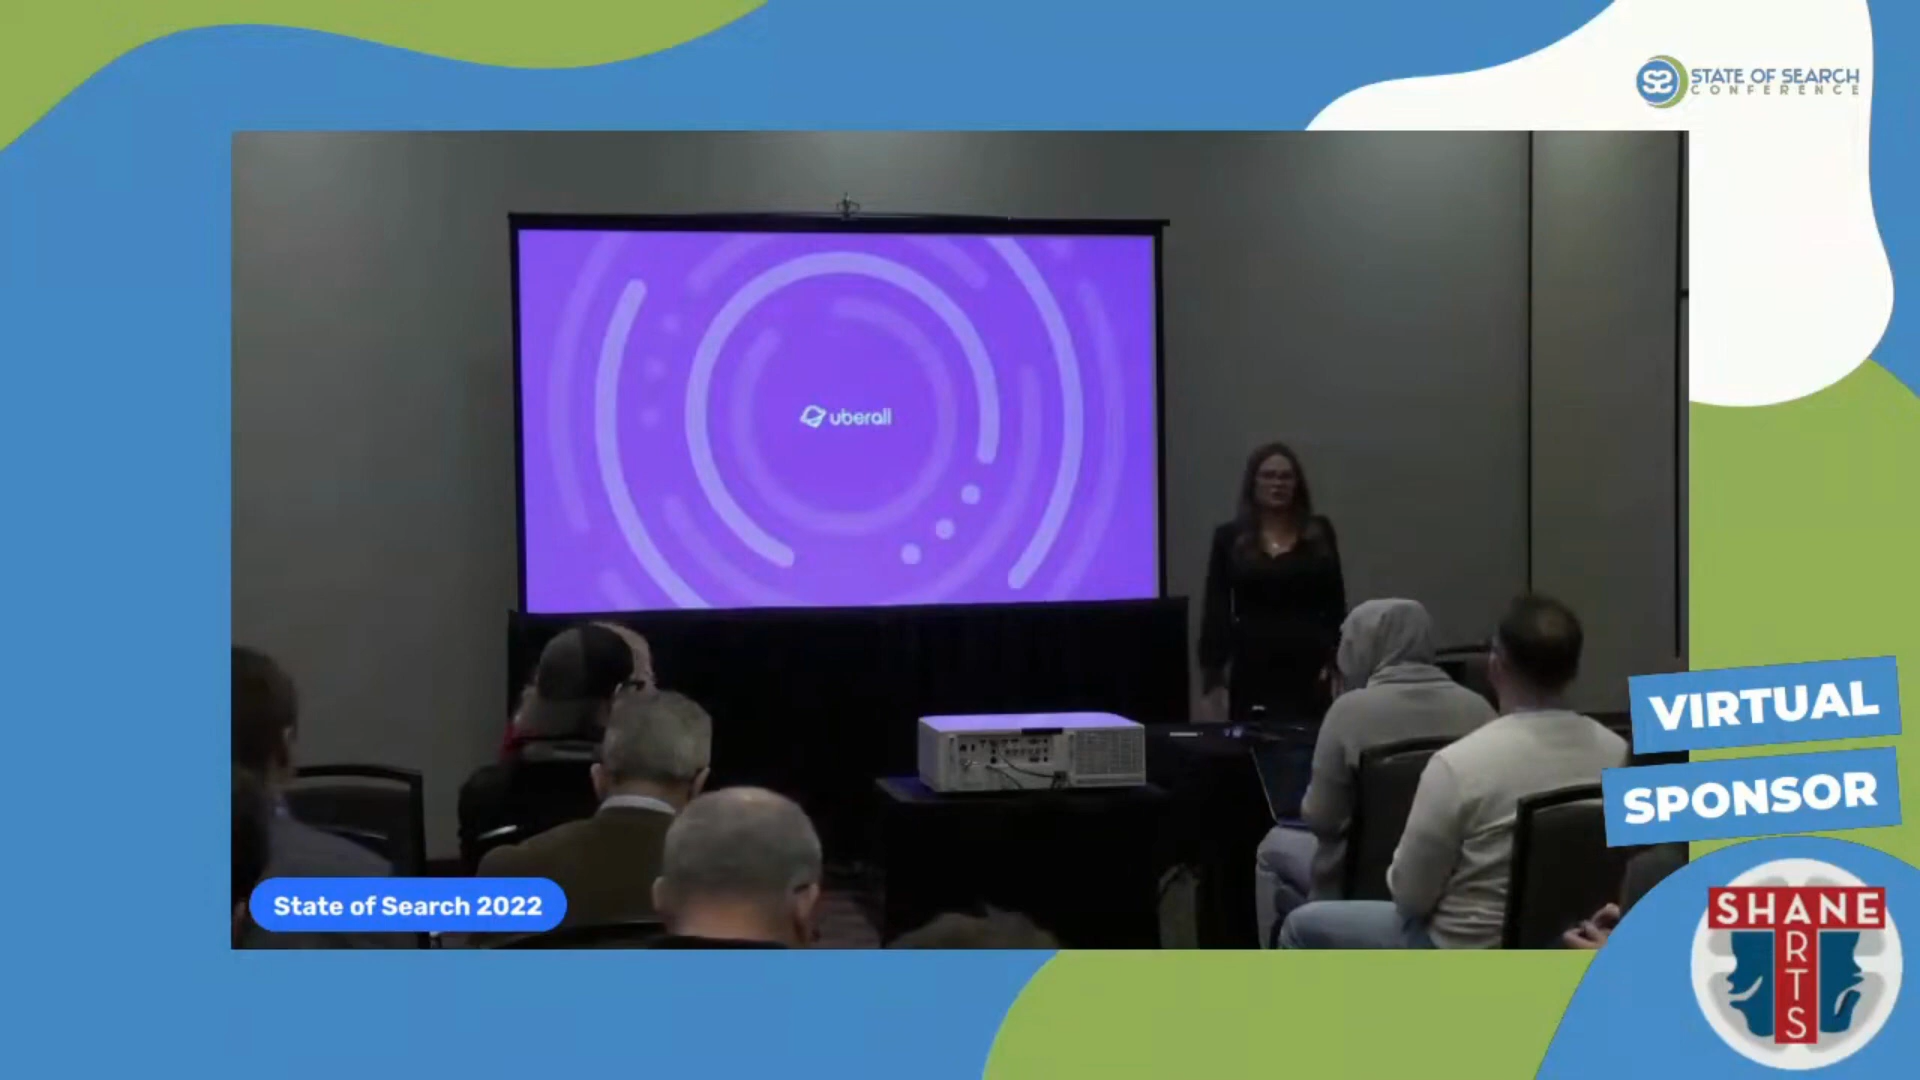 STATE OF SEARCH
CONFERENCE
uberall
VIRTUAL
SPONSOR
State of Search 2022
SHANE
ARTS